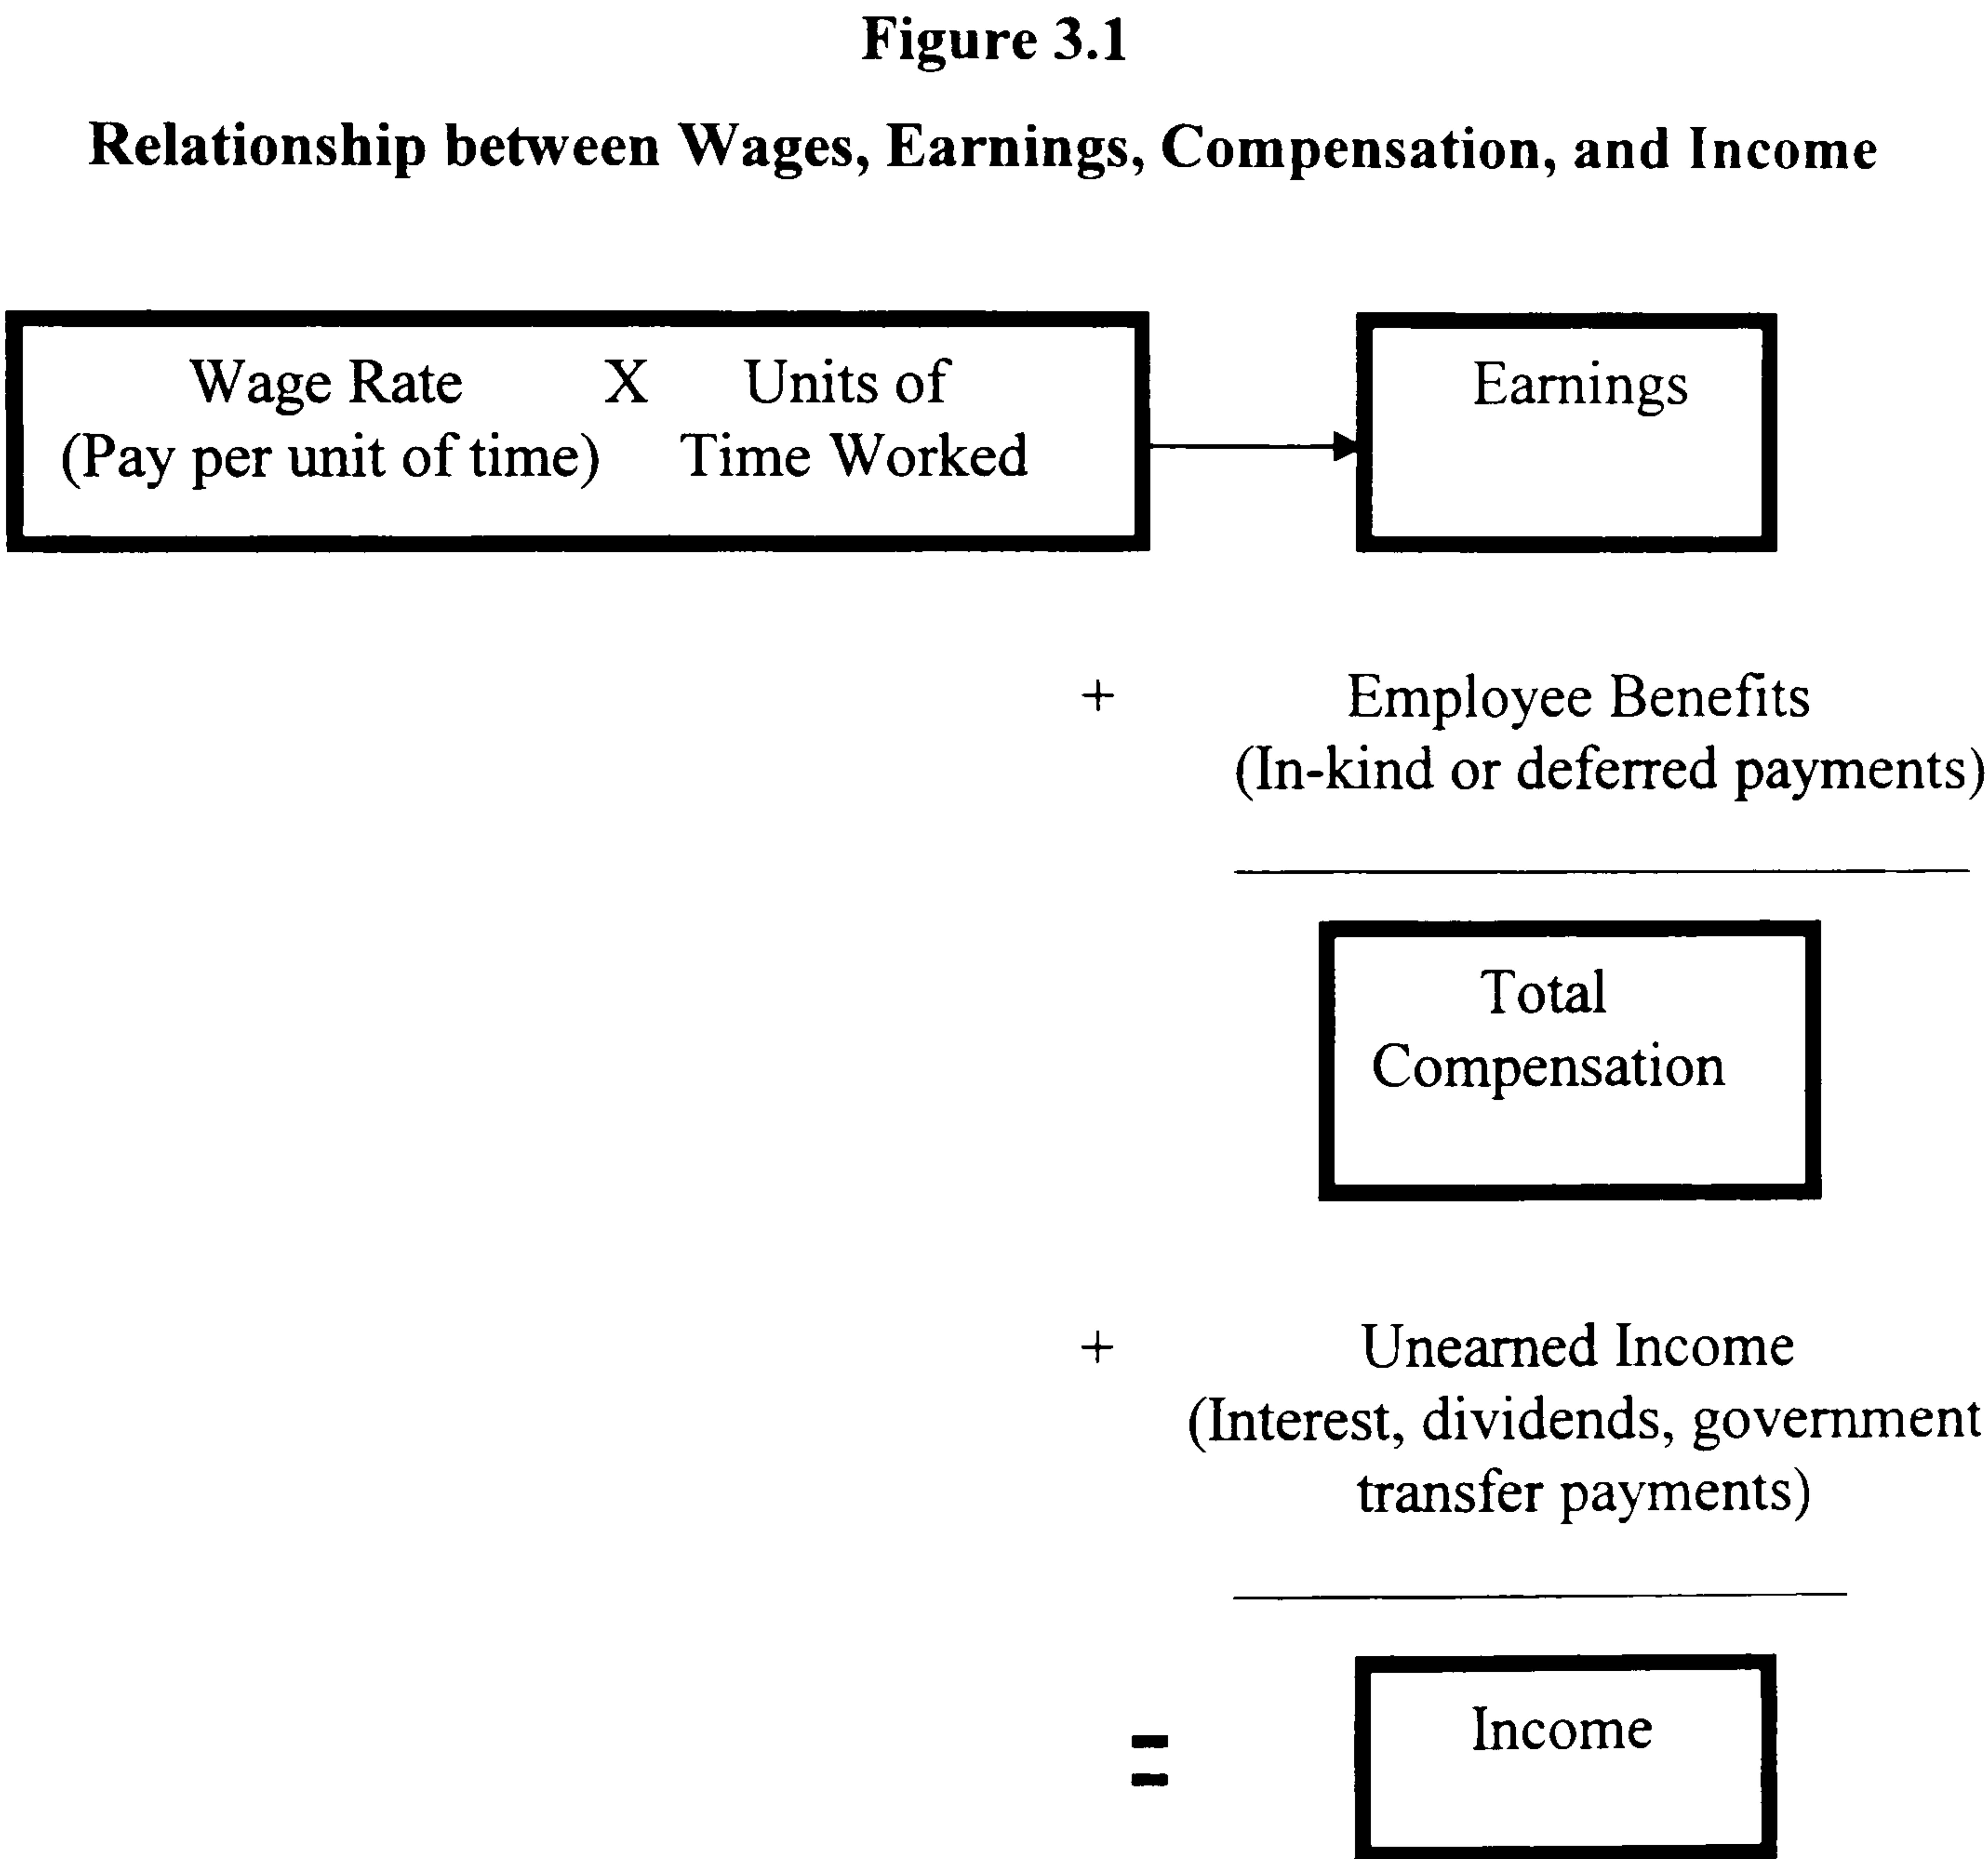 Figure 3.1
Relationship between Wages, Earnings, Compensation, and Income
Wage Rate X Units of
(Pay per unit of time) Time Worked
Earnings
+ Employee Benefits
(In-kind or deferred payments)
Total
Compensation
+ Unearned Income
(Interest, dividends, government
transfer payments)
= Income